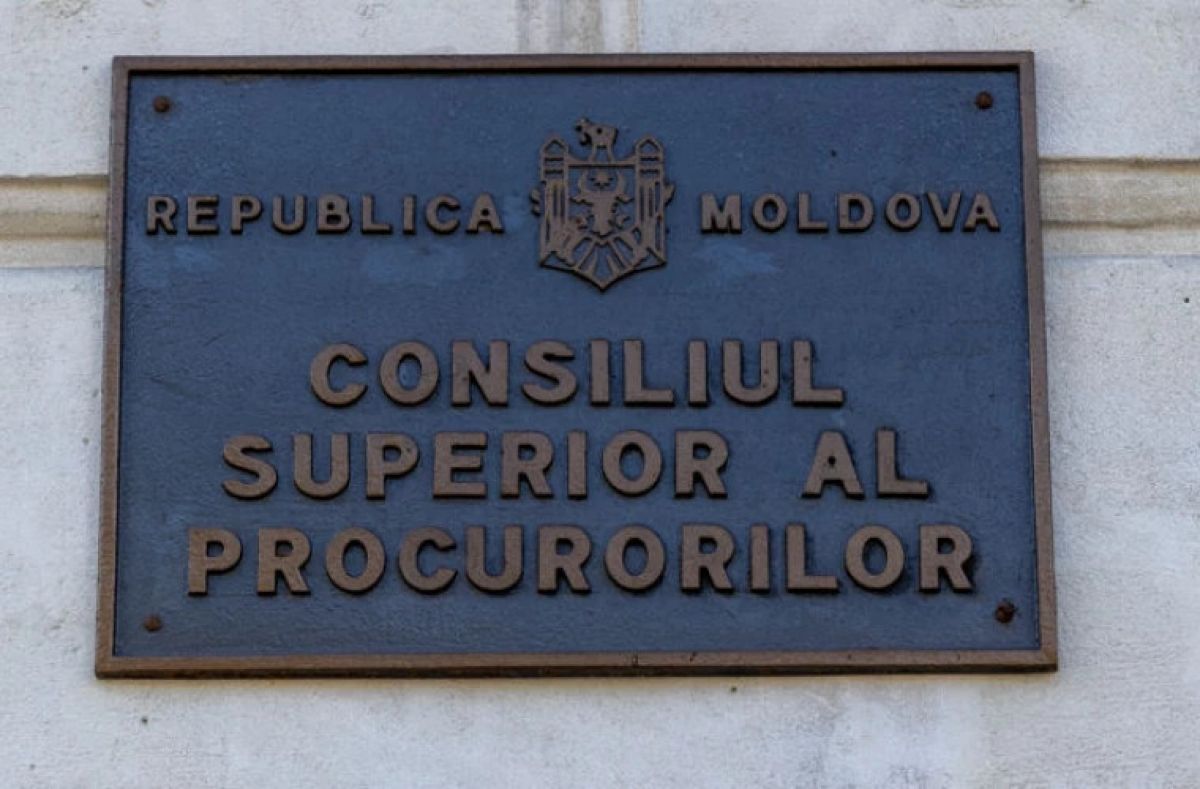 REPUBLICA MOLDOVA
CONSILIUL
SUPERIOR AL
PROCURORILOR